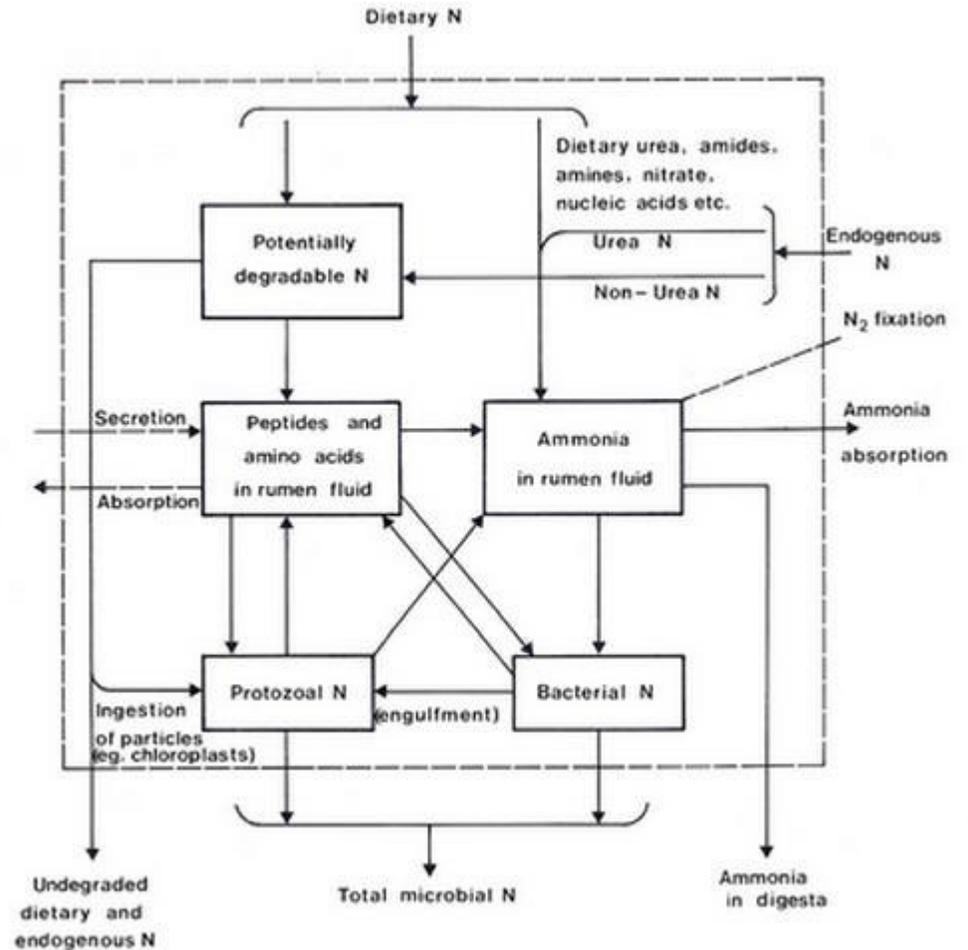 Dietary N
Dietary urea, amides,
amines, nitrate,
nucleic acids etc.
Potentially
degradable N
Urea N
Endogenous
N
Non-Urea N
N2 fixation
Secretion
Peptides and
amino acids
in rumen fluid
Absorption
Ammonia
in rumen fluid
Ammonia
absorption
Protozoal N
(engulfment)
Bacterial N
Ingestion
of particles
(eg. chloroplasts)
Undegraded
dietary and
endogenous N
Total microbial N
Ammonia
in digesta